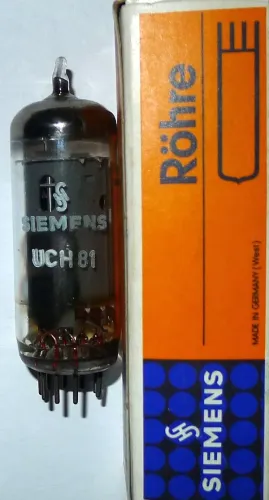 SIEMENS
UCH 81
Röhre
MADE IN GERMANY (West)
SIEMENS